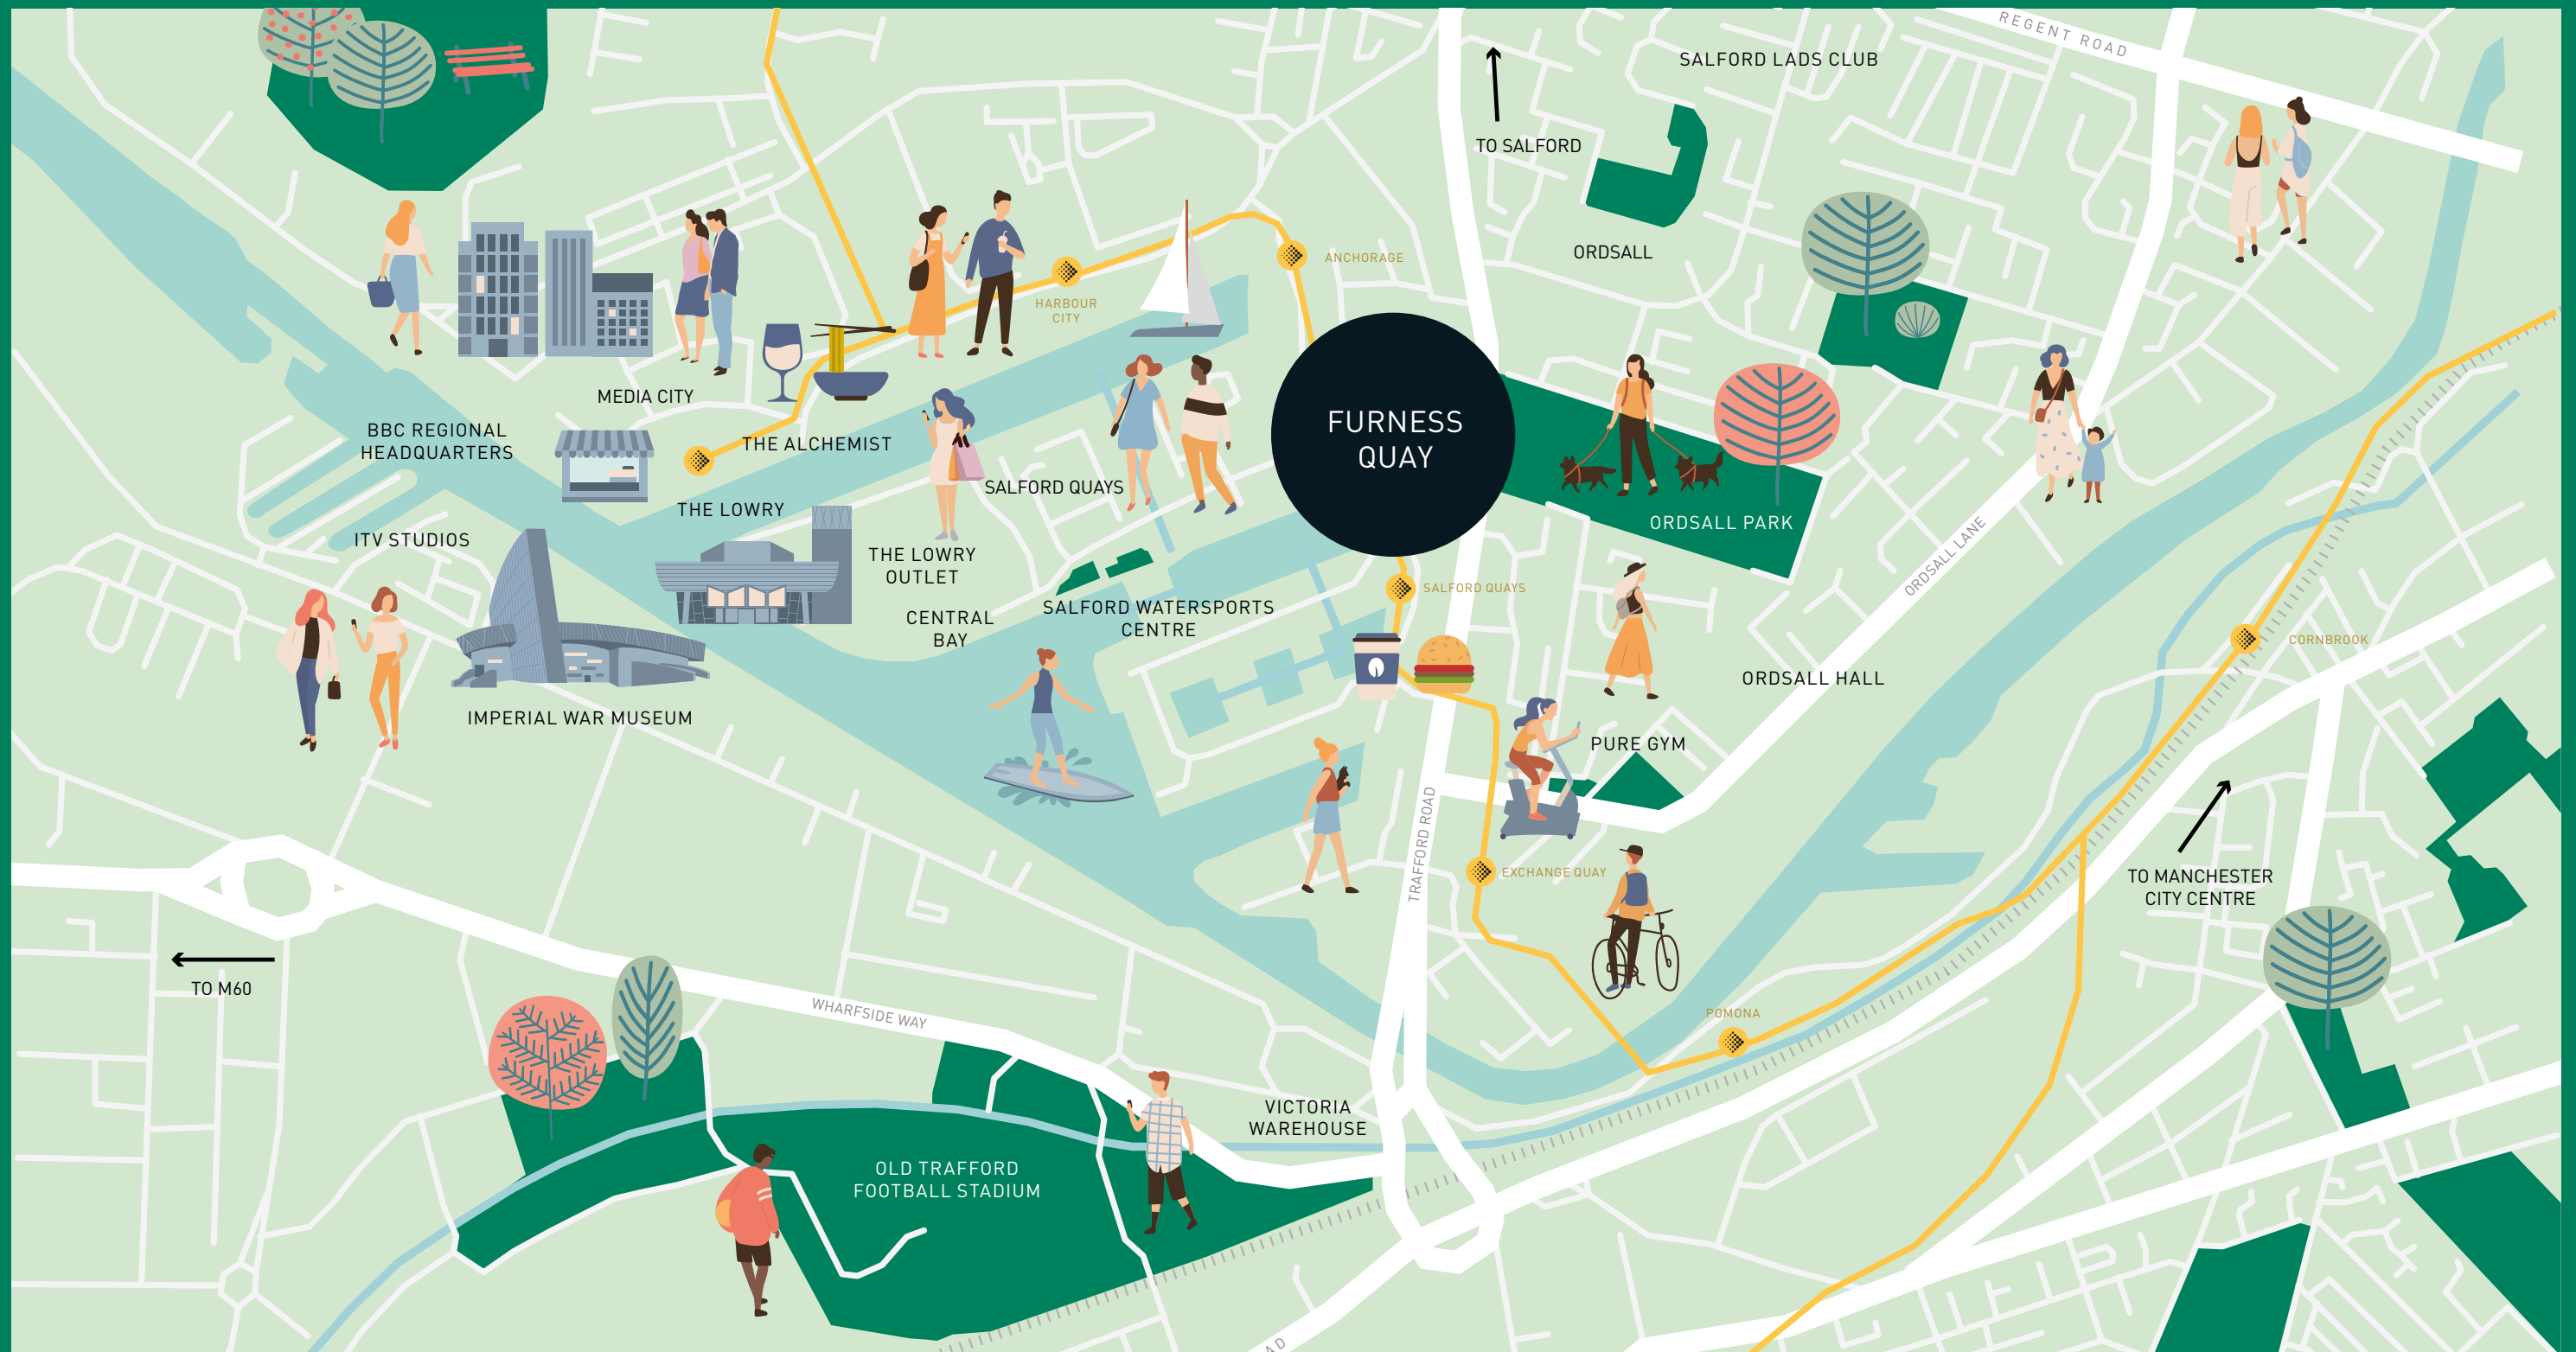 REGENT ROAD
SALFORD LADS CLUB
TO SALFORD
ORDSALL
ANCHORAGE
HARBOUR
CITY
FURNESS
QUAY
MEDIA CITY
BBC REGIONAL
HEADQUARTERS
THE ALCHEMIST
SALFORD QUAYS
THE LOWRY
ORDSALL PARK
ITV STUDIOS
ORDSALL LANE
THE LOWRY
OUTLET
SALFORD QUAYS
SALFORD WATERSPORTS
CENTRE
CENTRAL
BAY
CORNBROOK
ORDSALL HALL
IMPERIAL WAR MUSEUM
PURE GYM
TRAFFORD ROAD
EXCHANGE QUAY
TO MANCHESTER
CITY CENTRE
TO M60
WHARFSIDE WAY
POMONA
VICTORIA
WAREHOUSE
OLD TRAFFORD
FOOTBALL STADIUM